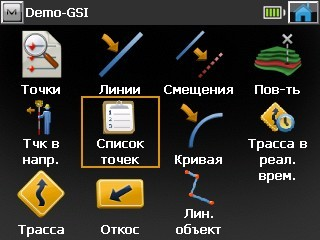 Demo-GSI
Точки
Линии
Смещения
Пов-ть
Тчк в
напр.
Список
точек
Кривая
Трасса в
реал.
врем.
Трасса
Откос
Лин.
объект